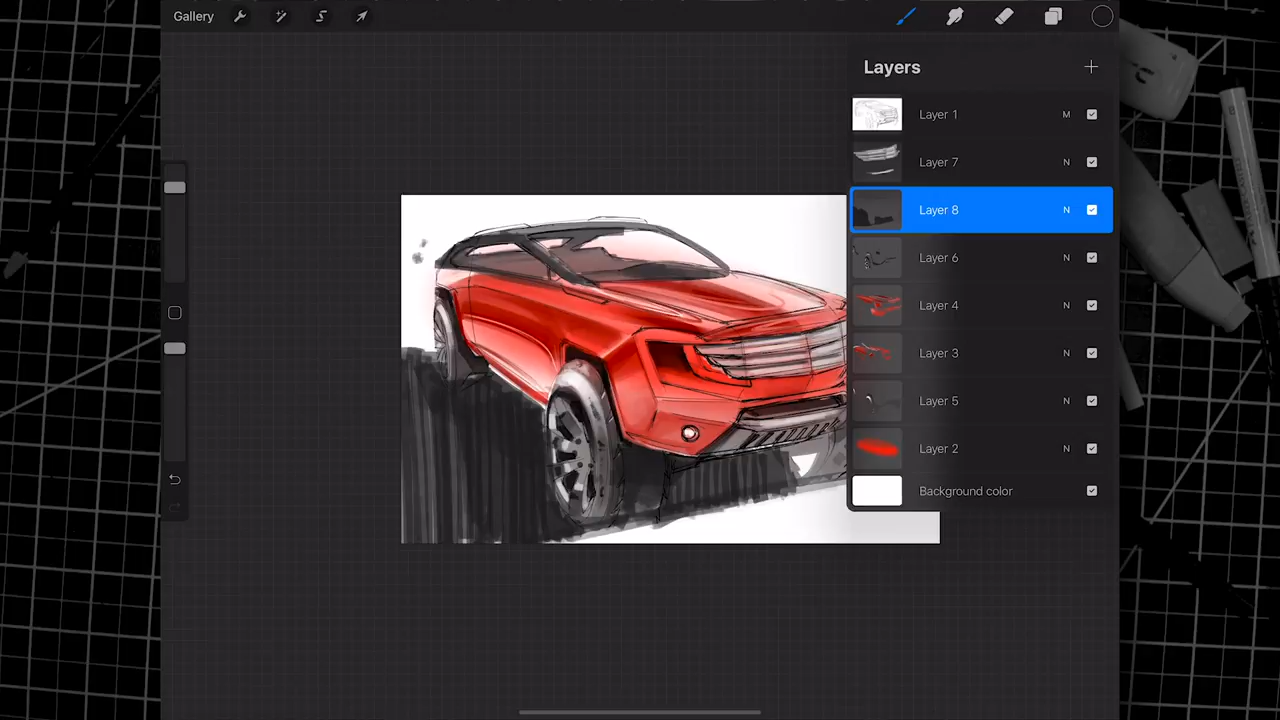 Gallery
Layers
Layer 1 M
Layer 7 N
Layer 8 N
Layer 6 N
Layer 4 N
Layer 3 N
Layer 5 N
Layer 2 N
Background color